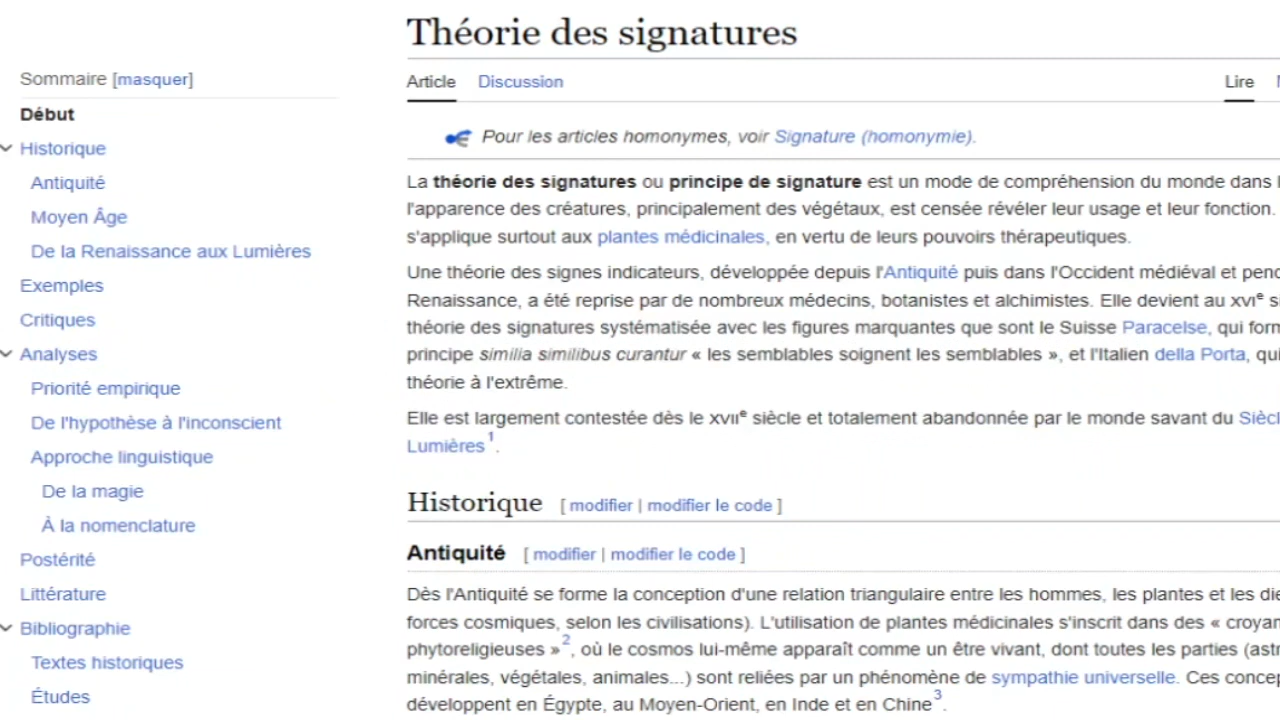 Sommaire [masquer]
Début
Historique
Antiquité
Moyen Âge
De la Renaissance aux Lumières
Exemples
Critiques
Analyses
Priorité empirique
De l'hypothèse à l'inconscient
Approche linguistique
De la magie
À la nomenclature
Postérité
Littérature
Bibliographie
Textes historiques
Études
Théorie des signatures
Article Discussion Lire
Pour les articles homonymes, voir Signature (homonymie).
La théorie des signatures ou principe de signature est un mode de compréhension du monde dans
l'apparence des créatures, principalement des végétaux, est censée révéler leur usage et leur fonction.
s'applique surtout aux plantes médicinales, en vertu de leurs pouvoirs thérapeutiques.
Une théorie des signes indicateurs, développée depuis l'Antiquité puis dans l'Occident médiéval et
Renaissance, a été reprise par de nombreux médecins, botanistes et alchimistes. Elle devient au XVIe
théorie des signatures systématisée avec les figures marquantes que sont le Suisse Paracelse, qui
principe similia similibus curantur « les semblables soignent les semblables », et l'Italien della Porta,
théorie à l'extrême.
Elle est largement contestée dès le XVIIe siècle et totalement abandonnée par le monde savant du
Lumières 1.
Historique [ modifier | modifier le code ]
Antiquité [ modifier | modifier le code ]
Dès l'Antiquité se forme la conception d'une relation triangulaire entre les hommes, les plantes et les
forces cosmiques, selon les civilisations). L'utilisation de plantes médicinales s'inscrit dans des «
phytoreligieuses » 2, où le cosmos lui-même apparaît comme un être vivant, dont toutes les parties
minérales, végétales, animales...) sont reliées par un phénomène de sympathie universelle. Ces
développent en Égypte, au Moyen-Orient, en Inde et en Chine 3.